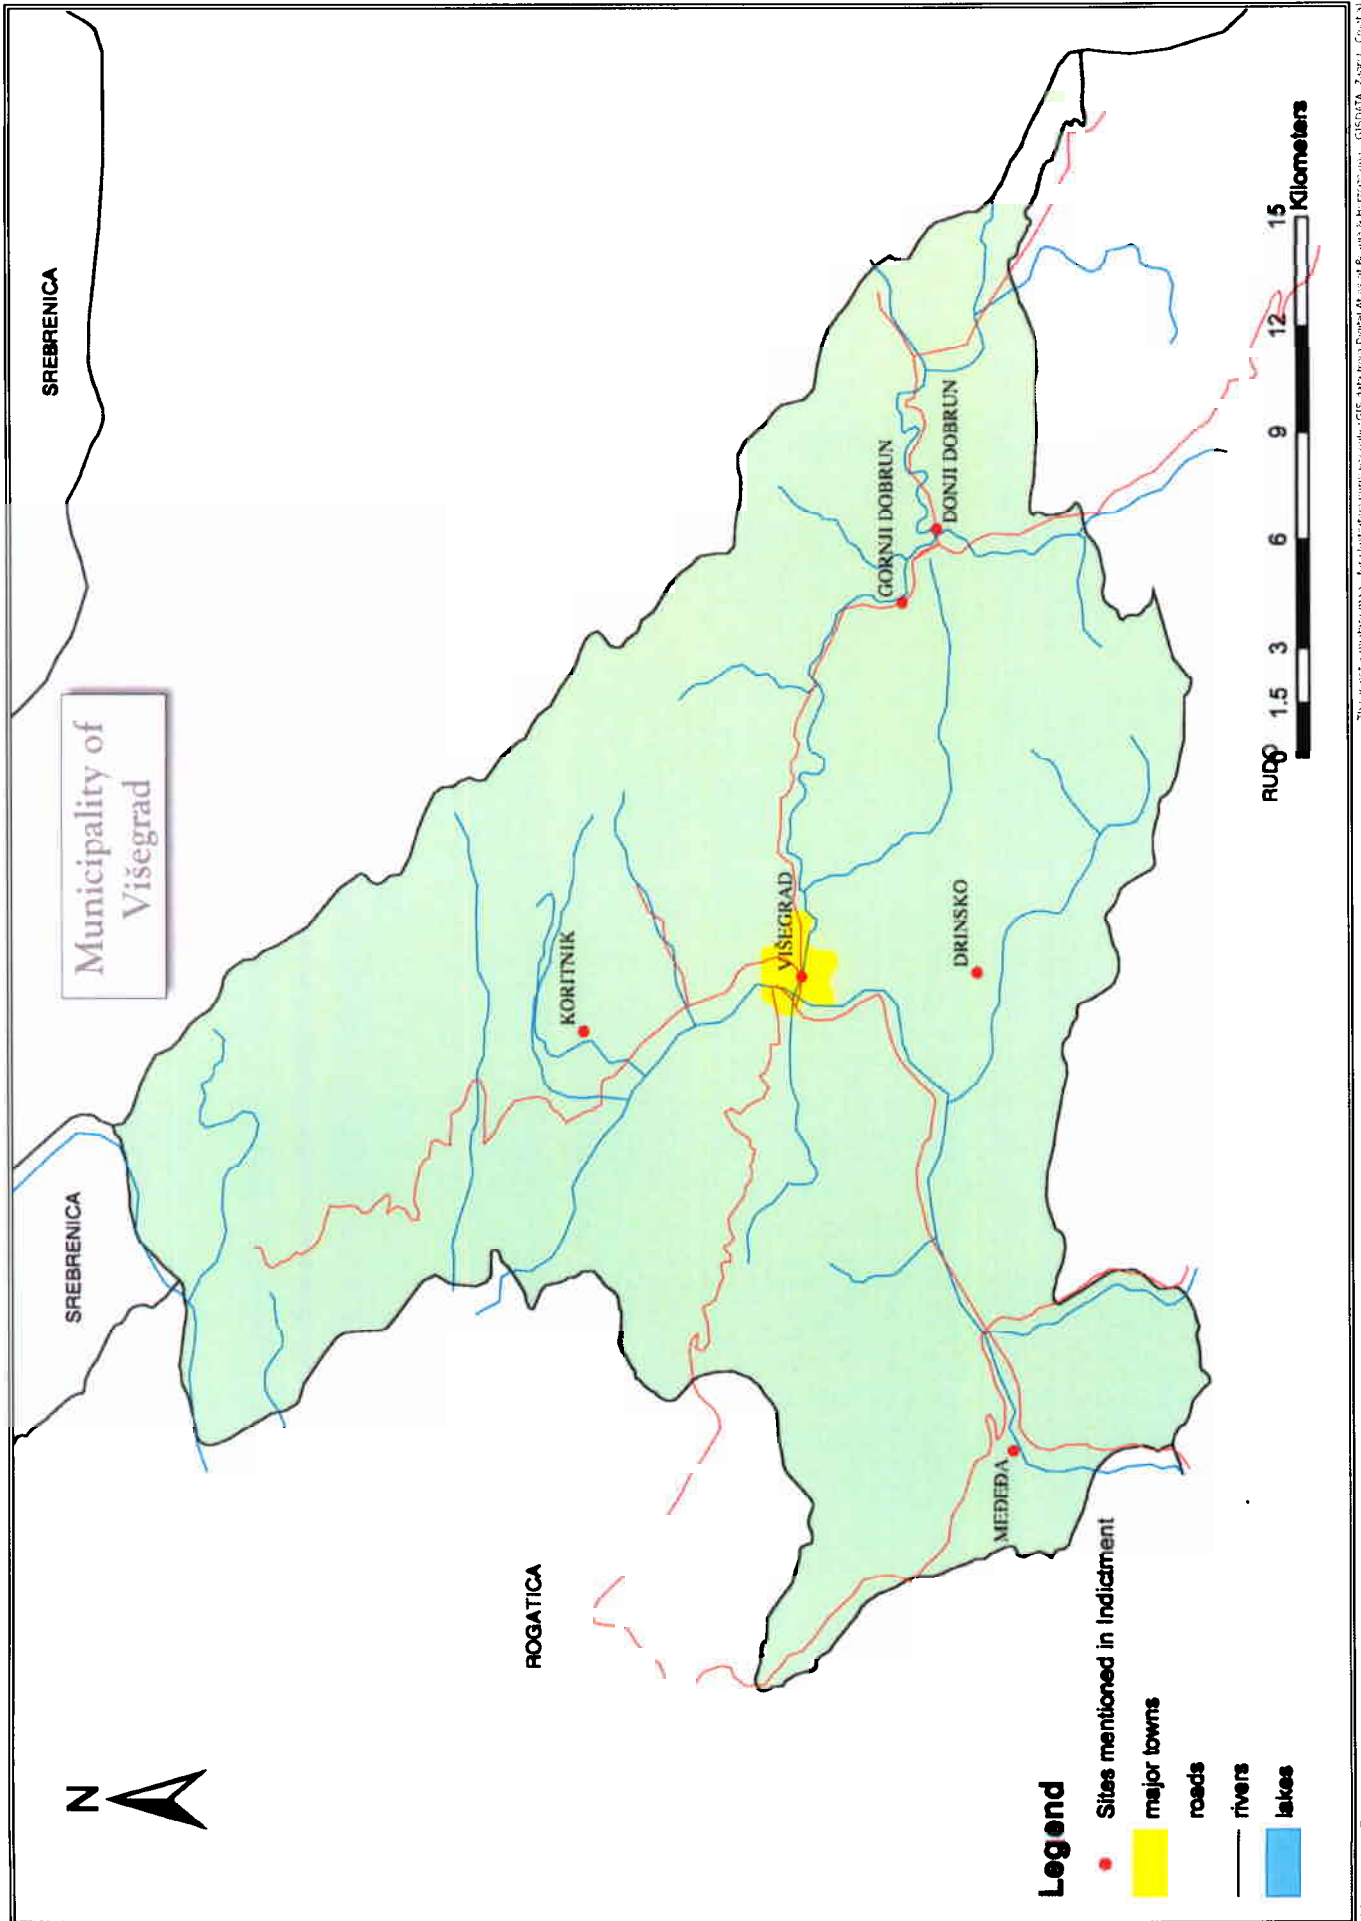 Municipality of
Višegrad
N
SREBRENICA
SREBRENICA
ROGATICA
KORITNIK
VIŠEGRAD
GORNJI DOBRUN
DONJI DOBRUN
DRINSKO
MEĐEĐA
RUDO
Legend
Sites mentioned in Indictment
major towns
roads
rivers
lakes
0 1.5 3 6 9 12 15
Kilometers